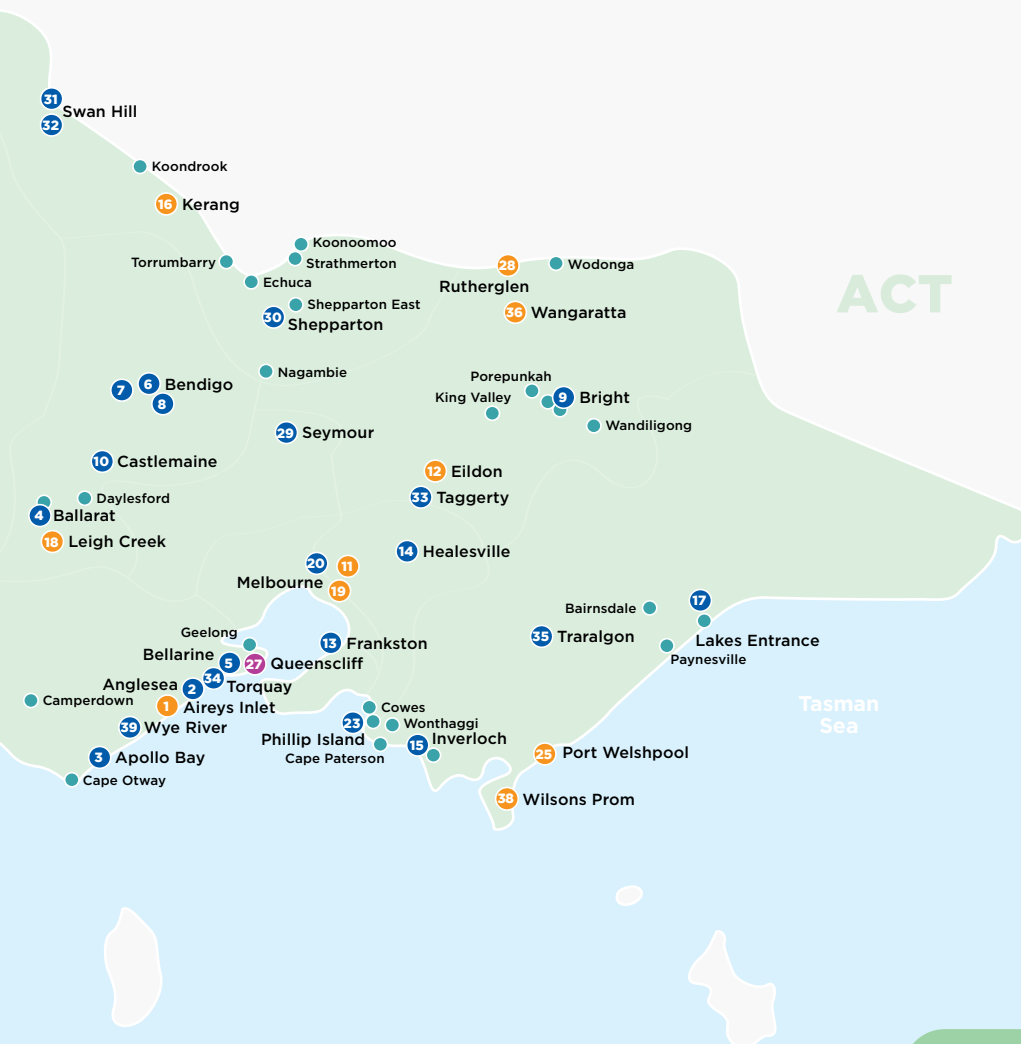 31
Swan Hill
32
Koondrook
16 Kerang
Koonoomoo
Torrumbarry
Strathmerton
28
Wodonga
Echuca
Rutherglen
ACT
Shepparton East
30
Shepparton
36 Wangaratta
Nagambie
7
6 Bendigo
8
Porepunkah
King Valley
9 Bright
Wandiligong
29 Seymour
10 Castlemaine
12 Eildon
33 Taggerty
Daylesford
4 Ballarat
18 Leigh Creek
14 Healesville
20
11
Melbourne
19
17
Bairnsdale
Geelong
13 Frankston
35 Traralgon
Lakes Entrance
Paynesville
Bellarine 5
27 Queenscliff
34
Torquay
Anglesea 2
Camperdown
1 Aireys Inlet
Tasman
Sea
Cowes
39 Wye River
23
Wonthaggi
Phillip Island
15 Inverloch
Cape Paterson
3 Apollo Bay
25 Port Welshpool
Cape Otway
38 Wilsons Prom